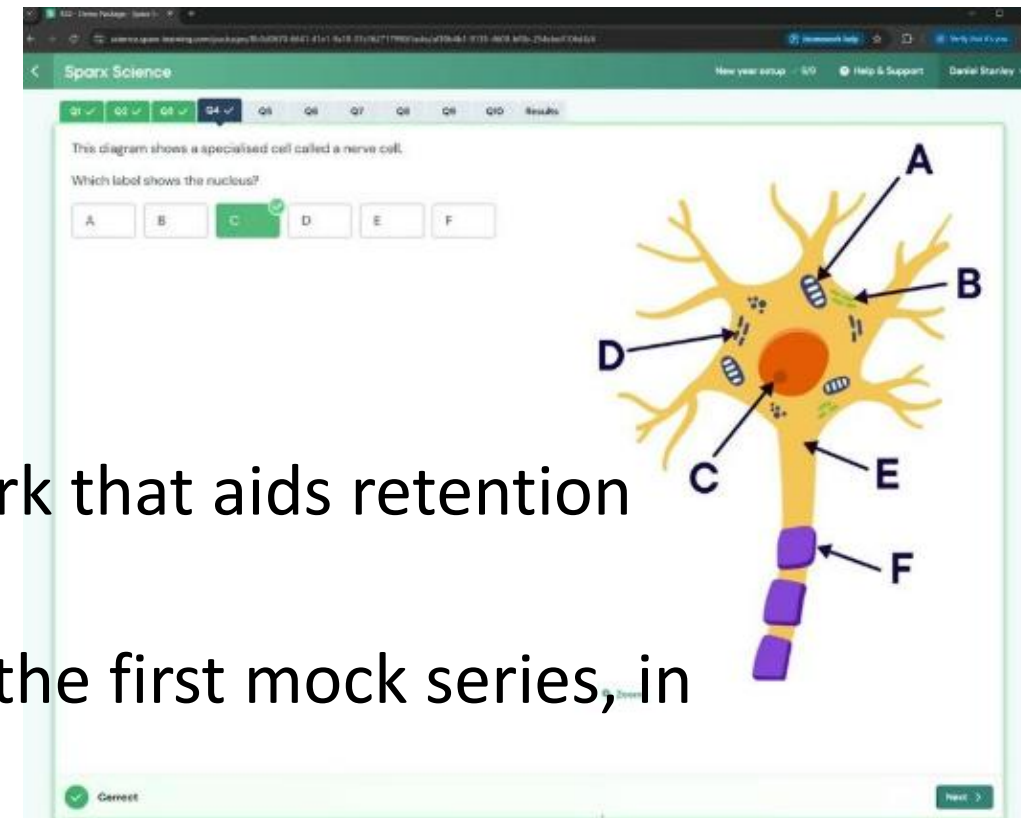 Sparx Science
New year setup
Help & Support
Daniel Stanley
Q1 Q2 Q3 Q4 Q5 Q6 Q7 Q8 Q9 Q10 Results
This diagram shows a specialised cell called a nerve cell.
Which label shows the nucleus?
A B C D E F
A
B
D
C
E
F
rk that aids retention
the first mock series, in
Zoom
Correct
Next